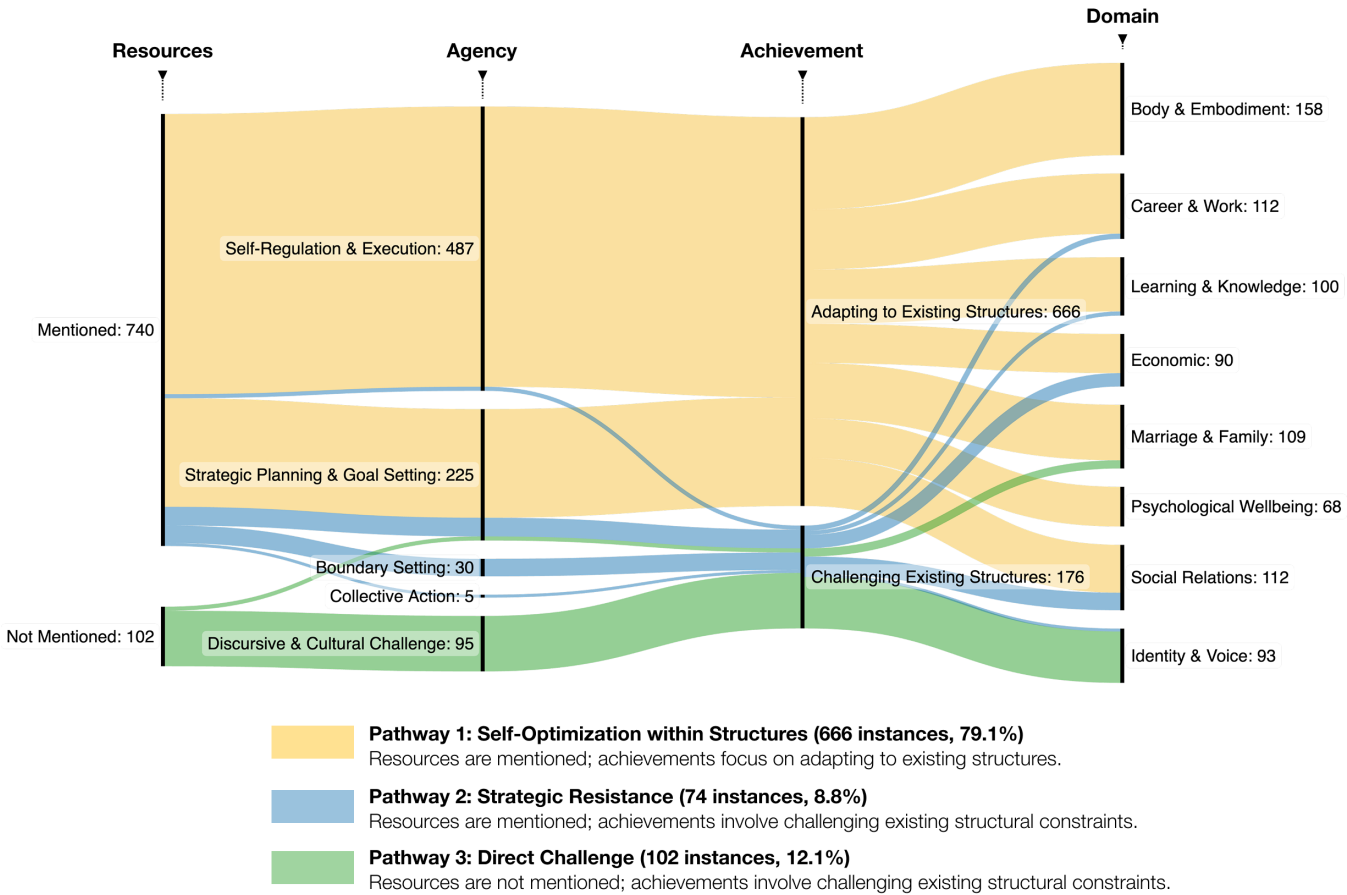 Resources
Agency
Achievement
Domain
Mentioned: 740
Not Mentioned: 102
Self-Regulation & Execution: 487
Strategic Planning & Goal Setting: 225
Boundary Setting: 30
Collective Action: 5
Discursive & Cultural Challenge: 95
Adapting to Existing Structures: 666
Challenging Existing Structures: 176
Body & Embodiment: 158
Career & Work: 112
Learning & Knowledge: 100
Economic: 90
Marriage & Family: 109
Psychological Wellbeing: 68
Social Relations: 112
Identity & Voice: 93
Pathway 1: Self-Optimization within Structures (666 instances, 79.1%)
Resources are mentioned; achievements focus on adapting to existing structures.
Pathway 2: Strategic Resistance (74 instances, 8.8%)
Resources are mentioned; achievements involve challenging existing structural constraints.
Pathway 3: Direct Challenge (102 instances, 12.1%)
Resources are not mentioned; achievements involve challenging existing structural constraints.